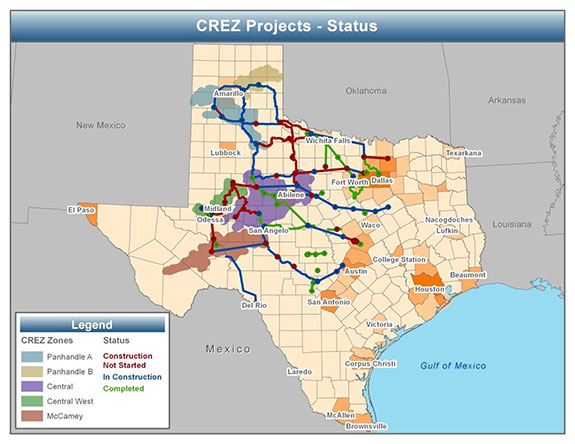 CREZ Projects - Status
Oklahoma
Amarillo
Arkansas
New Mexico
Wichita Falls
Texarkana
Lubbock
Fort Worth
Dallas
Abilene
El Paso
Midland
Odessa
Nacogdoches
Louisiana
Waco
Lufkin
San Angelo
College Station
Beaumont
Austin
Houston
Del Rio
San Antonio
Victoria
Mexico
Gulf of Mexico
Corpus Christi
Laredo
McAllen
Brownsville
Legend
CREZ Zones
Status
Panhandle A
Construction
Not Started
Panhandle B
In Construction
Central
Completed
Central West
McCamey